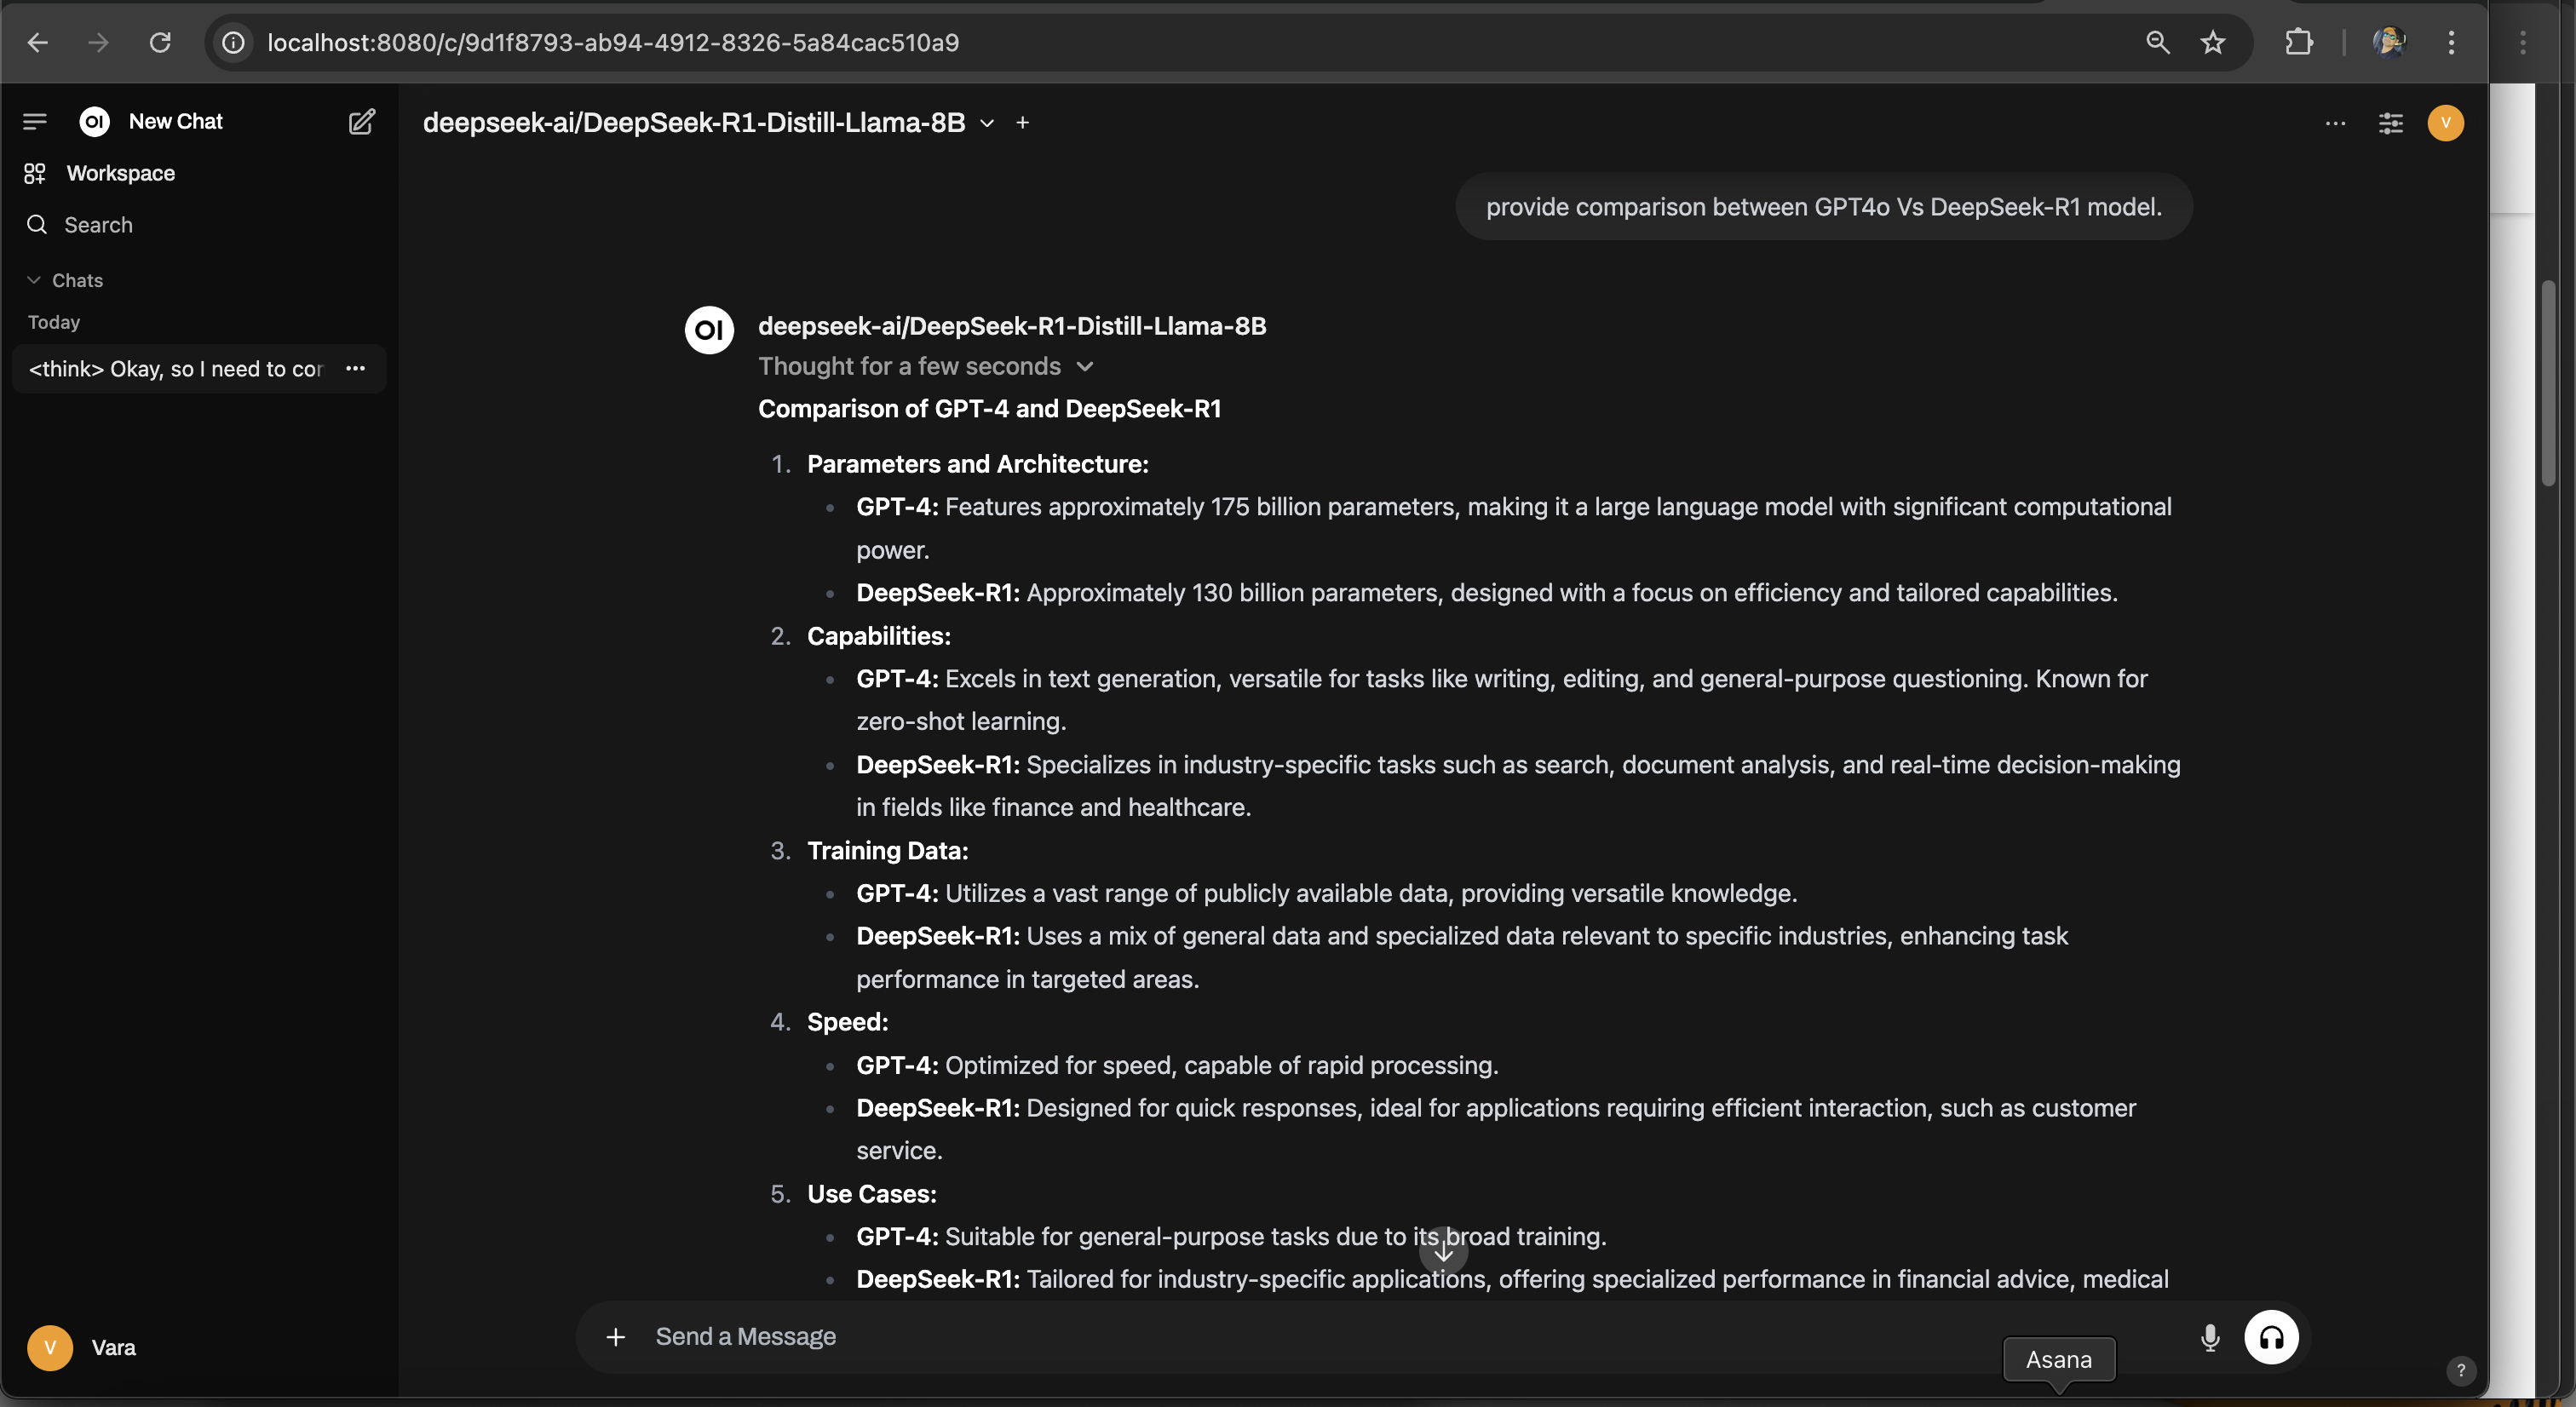 localhost:8080/c/9d1f8793-ab94-4912-8326-5a84cac510a9
OI New Chat
Workspace
Search
Chats
Today
<think> Okay, so I need to cor
V Vara
deepseek-ai/DeepSeek-R1-Distill-Llama-8B
V
provide comparison between GPT4o Vs DeepSeek-R1 model.
OI deepseek-ai/DeepSeek-R1-Distill-Llama-8B
Thought for a few seconds
Comparison of GPT-4 and DeepSeek-R1
1. Parameters and Architecture:
GPT-4: Features approximately 175 billion parameters, making it a large language model with significant computational
power.
DeepSeek-R1: Approximately 130 billion parameters, designed with a focus on efficiency and tailored capabilities.
2. Capabilities:
GPT-4: Excels in text generation, versatile for tasks like writing, editing, and general-purpose questioning. Known for
zero-shot learning.
DeepSeek-R1: Specializes in industry-specific tasks such as search, document analysis, and real-time decision-making
in fields like finance and healthcare.
3. Training Data:
GPT-4: Utilizes a vast range of publicly available data, providing versatile knowledge.
DeepSeek-R1: Uses a mix of general data and specialized data relevant to specific industries, enhancing task
performance in targeted areas.
4. Speed:
GPT-4: Optimized for speed, capable of rapid processing.
DeepSeek-R1: Designed for quick responses, ideal for applications requiring efficient interaction, such as customer
service.
5. Use Cases:
GPT-4: Suitable for general-purpose tasks due to its broad training.
DeepSeek-R1: Tailored for industry-specific applications, offering specialized performance in financial advice, medical
Send a Message
Asana
?